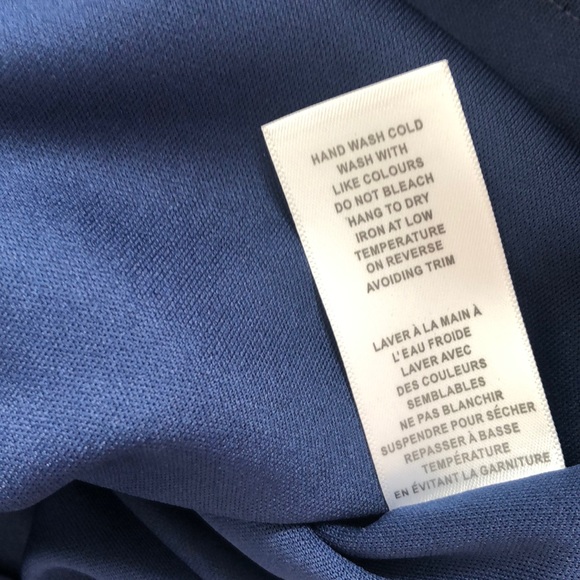 HAND WASH COLD
WASH WITH
LIKE COLOURS
DO NOT BLEACH
HANG TO DRY
IRON AT LOW
TEMPERATURE
ON REVERSE
AVOIDING TRIM
LAVER À LA MAIN À
L'EAU FROIDE
LAVER AVEC
DES COULEURS
SEMBLABLES
NE PAS BLANCHIR
SUSPENDRE POUR SÉCHER
REPASSER À BASSE
TEMPÉRATURE
EN ÉVITANT LA GARNITURE